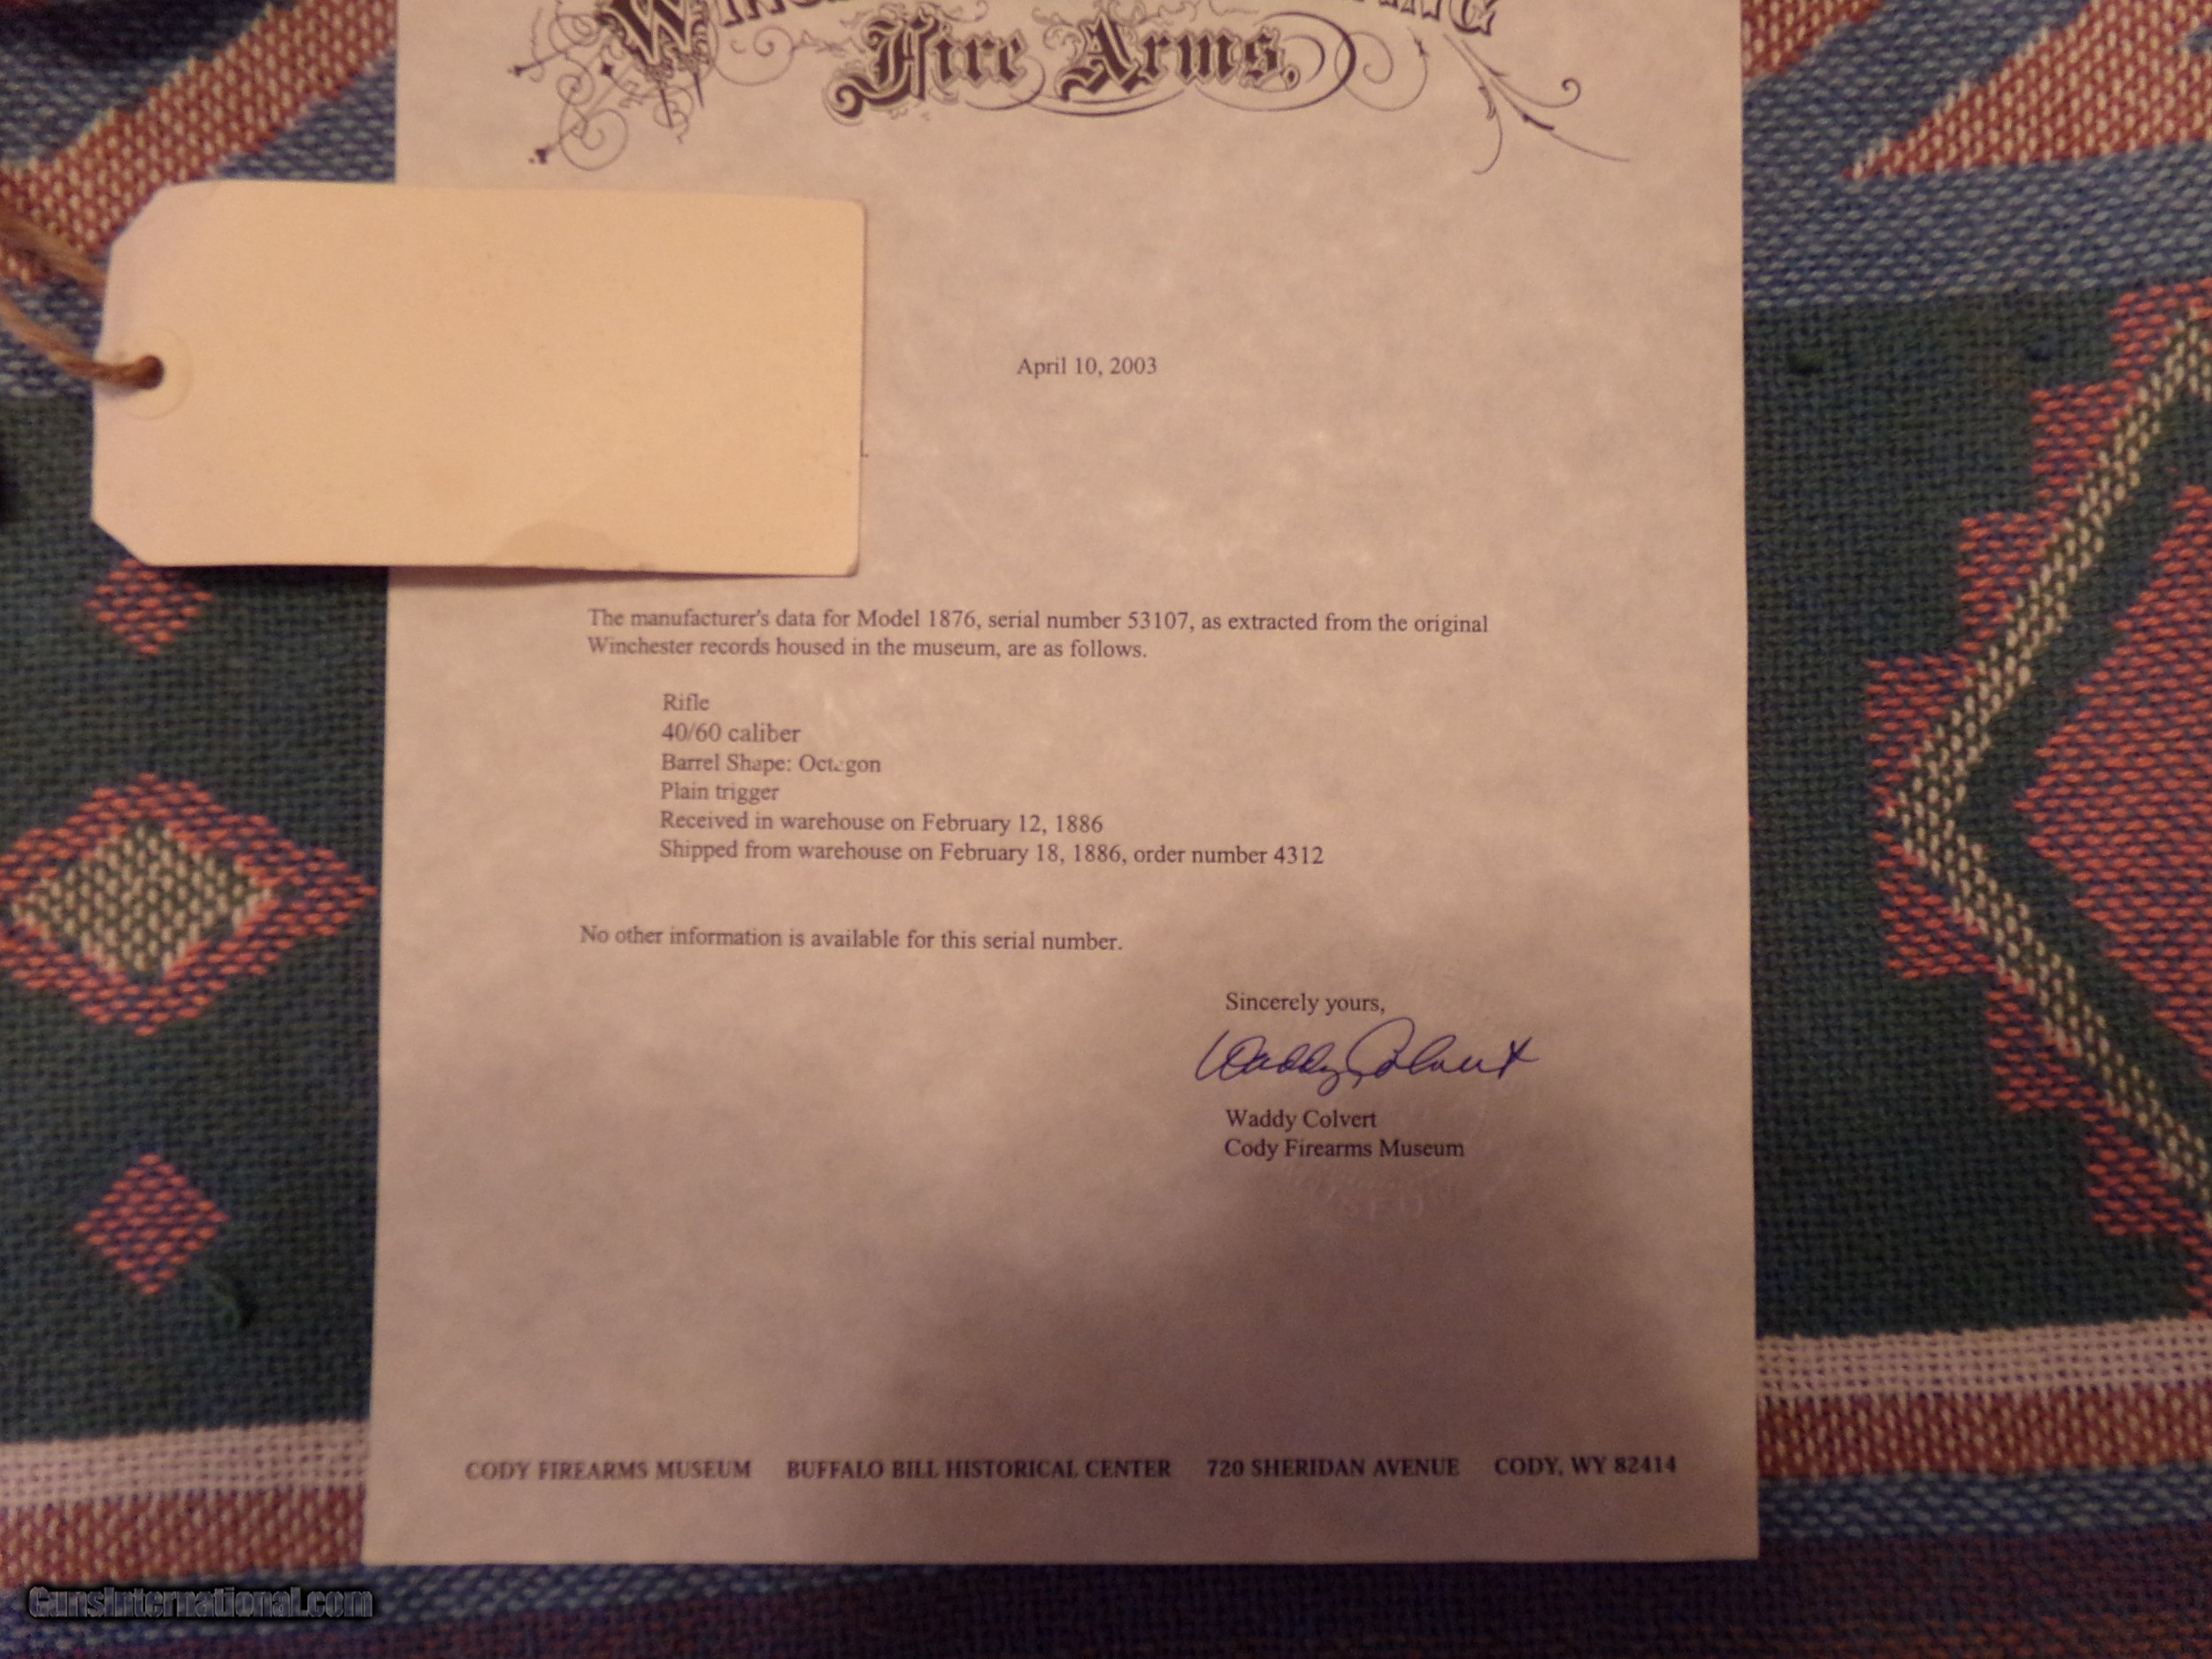 Fire Arms,
April 10, 2003
The manufacturer's data for Model 1876, serial number 53107, as extracted from the original
Winchester records housed in the museum, are as follows.
Rifle
40/60 caliber
Barrel Shape: Octagon
Plain trigger
Received in warehouse on February 12, 1886
Shipped from warehouse on February 18, 1886, order number 4312
No other information is available for this serial number.
Sincerely yours,
Waddy Colvert
Waddy Colvert
Cody Firearms Museum
CODY FIREARMS MUSEUM BUFFALO BILL HISTORICAL CENTER 720 SHERIDAN AVENUE CODY, WY 82414
GunsInternational.com